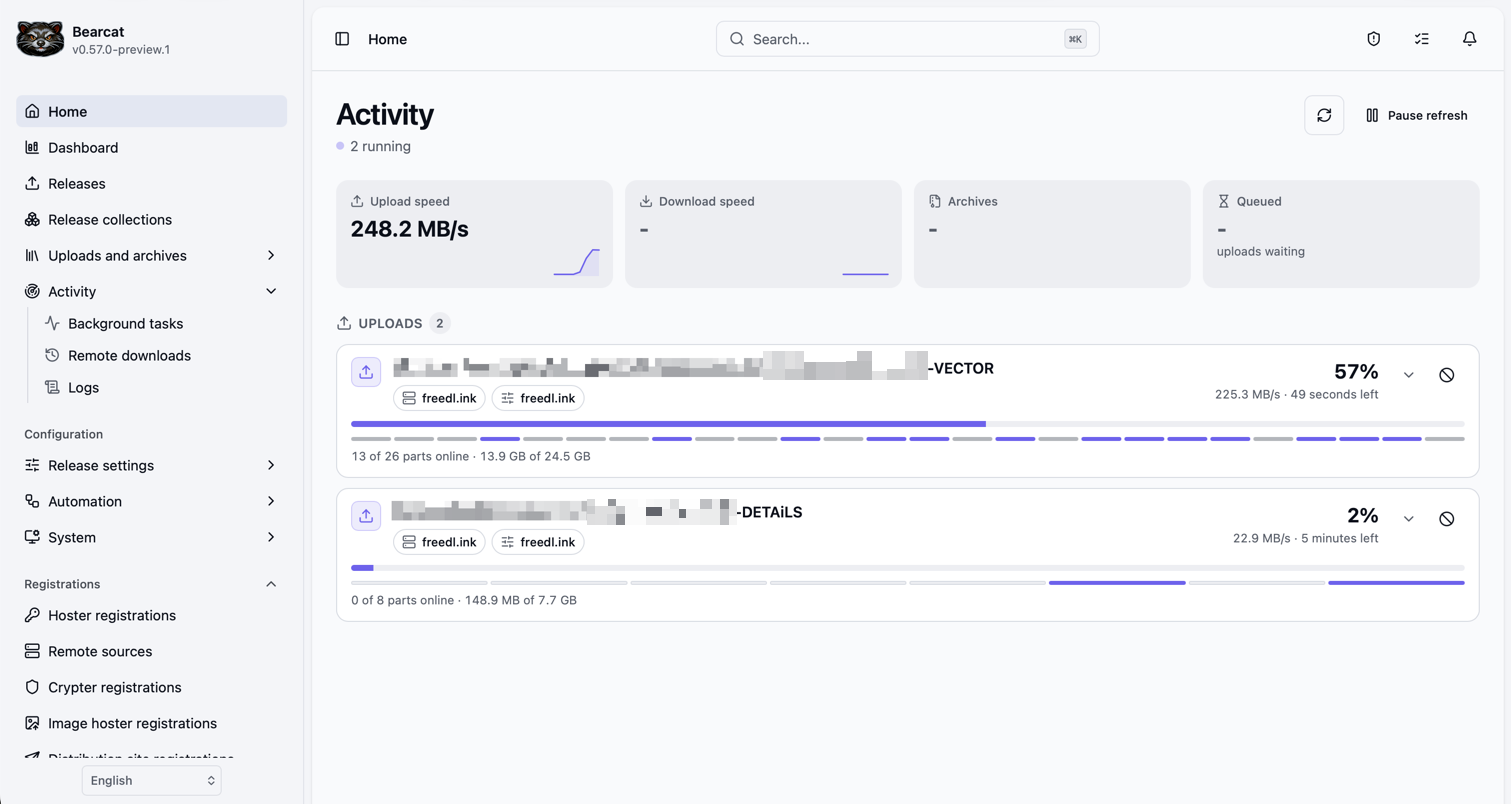 Bearcat
v0.57.0-preview.1
Home
Dashboard
Releases
Release collections
Uploads and archives
Activity
Background tasks
Remote downloads
Logs
Configuration
Release settings
Automation
System
Registrations
Hoster registrations
Remote sources
Crypter registrations
Image hoster registrations
Distribution site registrations
English
Home
Search...
⌘K
Activity
2 running
Pause refresh
Upload speed
248.2 MB/s
Download speed
-
Archives
-
Queued
-
uploads waiting
UPLOADS 2
-VECTOR
freedl.ink freedl.ink
57%
225.3 MB/s · 49 seconds left
13 of 26 parts online · 13.9 GB of 24.5 GB
-DETAiLS
freedl.ink freedl.ink
2%
22.9 MB/s · 5 minutes left
0 of 8 parts online · 148.9 MB of 7.7 GB